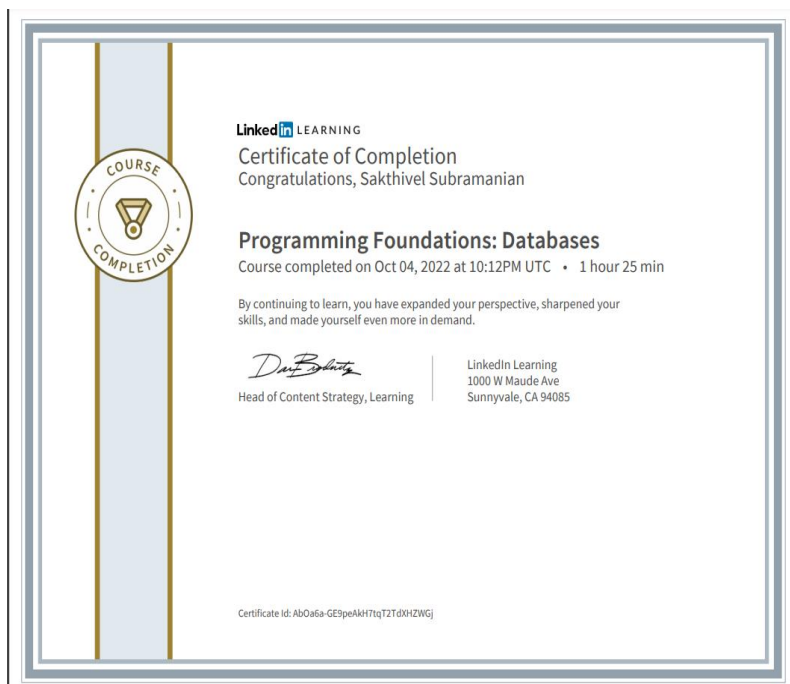 COURSE
COMPLETION
Linked in LEARNING
Certificate of Completion
Congratulations, Sakthivel Subramanian
Programming Foundations: Databases
Course completed on Oct 04, 2022 at 10:12PM UTC • 1 hour 25 min
By continuing to learn, you have expanded your perspective, sharpened your
skills, and made yourself even more in demand.
Head of Content Strategy, Learning
LinkedIn Learning
1000 W Maude Ave
Sunnyvale, CA 94085
Certificate Id: AbOa6a-GE9peAkH7tqT2TdXHZWGj